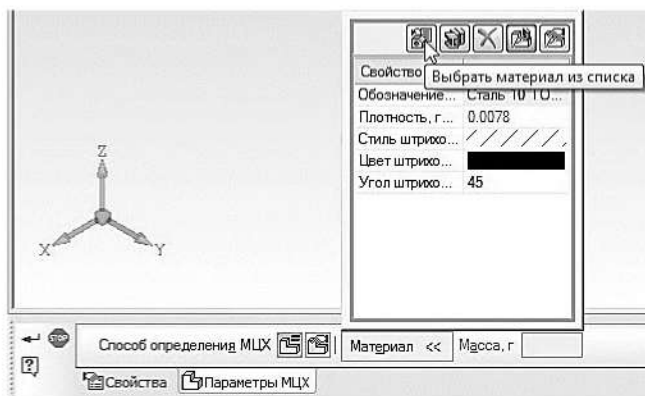 Свойство
Выбрать материал из списка
Обозначение... Сталь 10 ГО...
Плотность, г... 0.0078
Стиль штрихо...
Цвет штрихо...
Угол штрихо... 45
Z
X Y
STOP
Способ определения МЦХ Материал << Масса, г
?
Свойства Параметры МЦХ